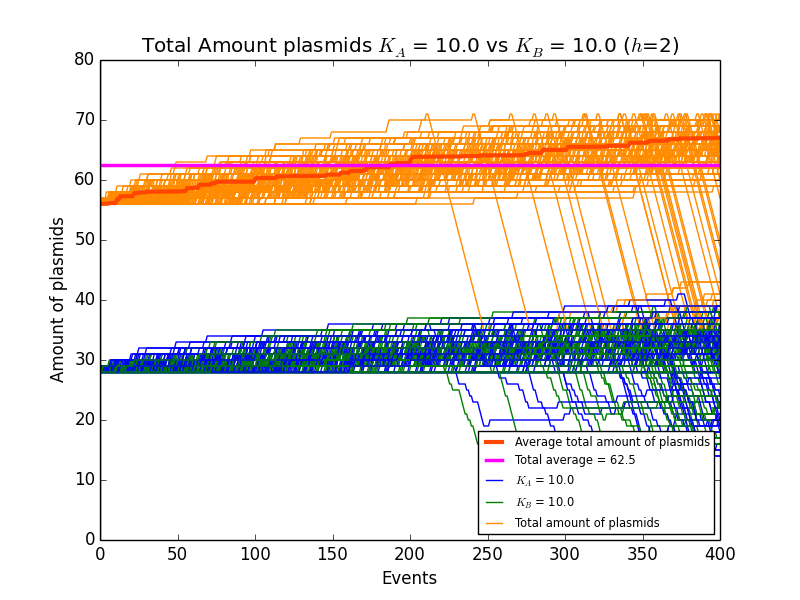 Total Amount plasmids K_A = 10.0 vs K_B = 10.0 (h=2)
80
70
60
50
40
30
20
10
0
Amount of plasmids
Average total amount of plasmids
Total average = 62.5
K_A = 10.0
K_B = 10.0
Total amount of plasmids
0 50 100 150 200 250 300 350 400
Events